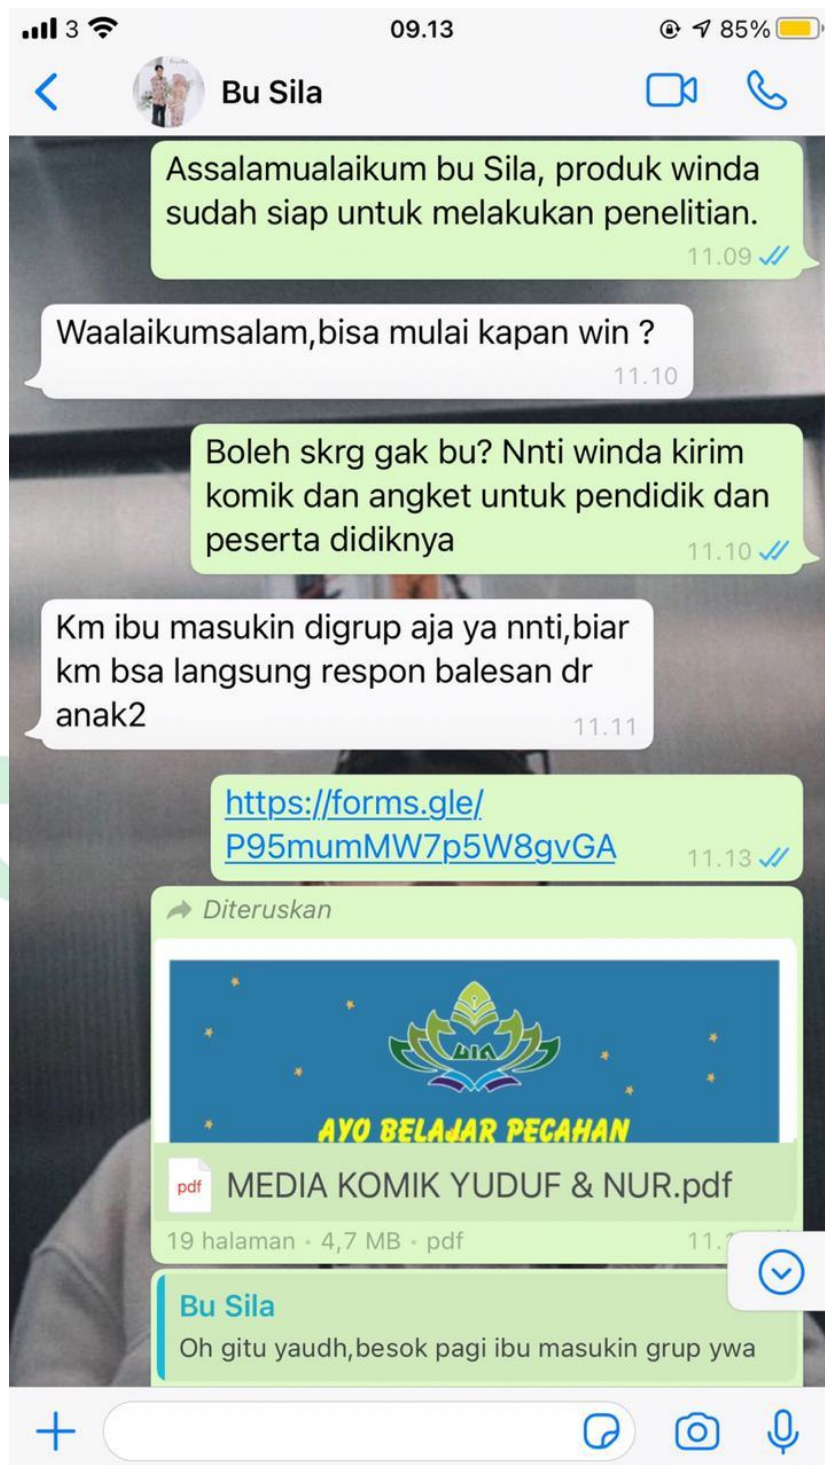 3
09.13
85%
Bu Sila
Assalamualaikum bu Sila, produk winda
sudah siap untuk melakukan penelitian.
11.09
Waalaikumsalam,bisa mulai kapan win ?
11.10
Boleh skrg gak bu? Nnti winda kirim
komik dan angket untuk pendidik dan
peserta didiknya
11.10
Km ibu masukin digrup aja ya nnti,biar
km bsa langsung respon balesan dr
anak2
11.11
https://forms.gle/
P95mumMW7p5W8gvGA
11.13
Diteruskan
UIA
AYO BELAJAR PECAHAN
pdf
MEDIA KOMIK YUDUF & NUR.pdf
19 halaman • 4,7 MB • pdf
11.
Bu Sila
Oh gitu yaudh,besok pagi ibu masukin grup ywa